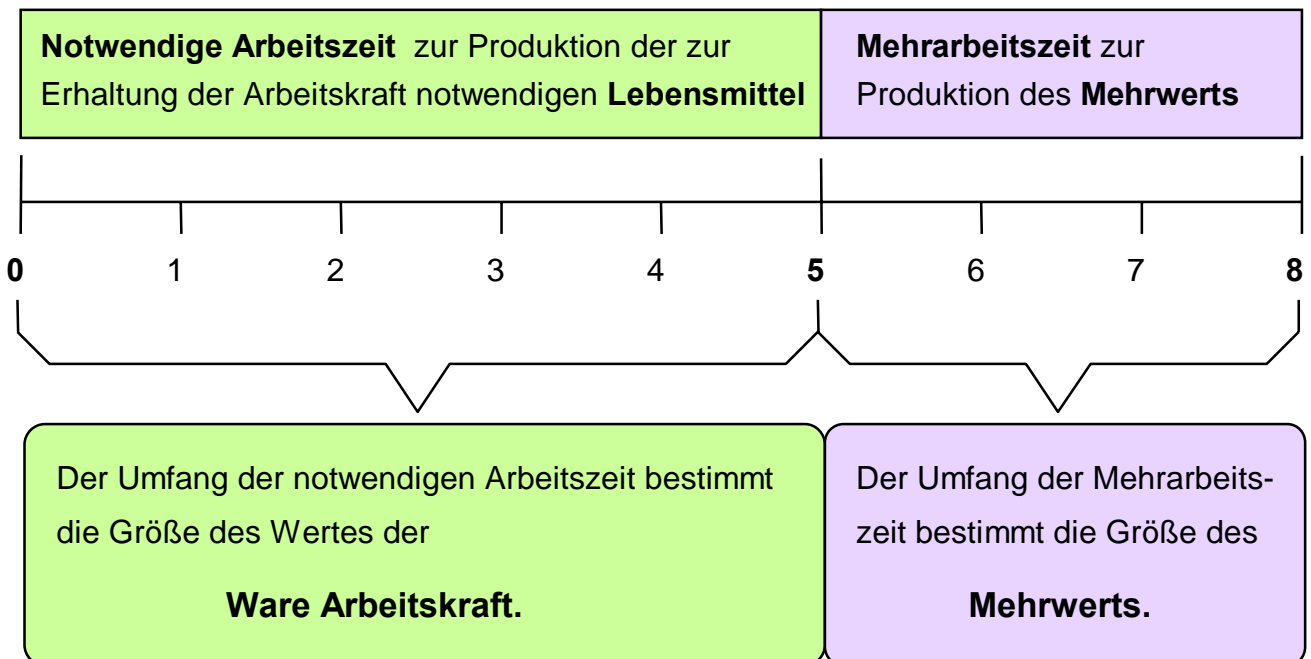 Notwendige Arbeitszeit zur Produktion der zur
Erhaltung der Arbeitskraft notwendigen Lebensmittel
Mehrarbeitszeit zur
Produktion des Mehrwerts
0 1 2 3 4 5 6 7 8
Der Umfang der notwendigen Arbeitszeit bestimmt
die Größe des Wertes der
Ware Arbeitskraft.
Der Umfang der Mehrarbeits-
zeit bestimmt die Größe des
Mehrwerts.